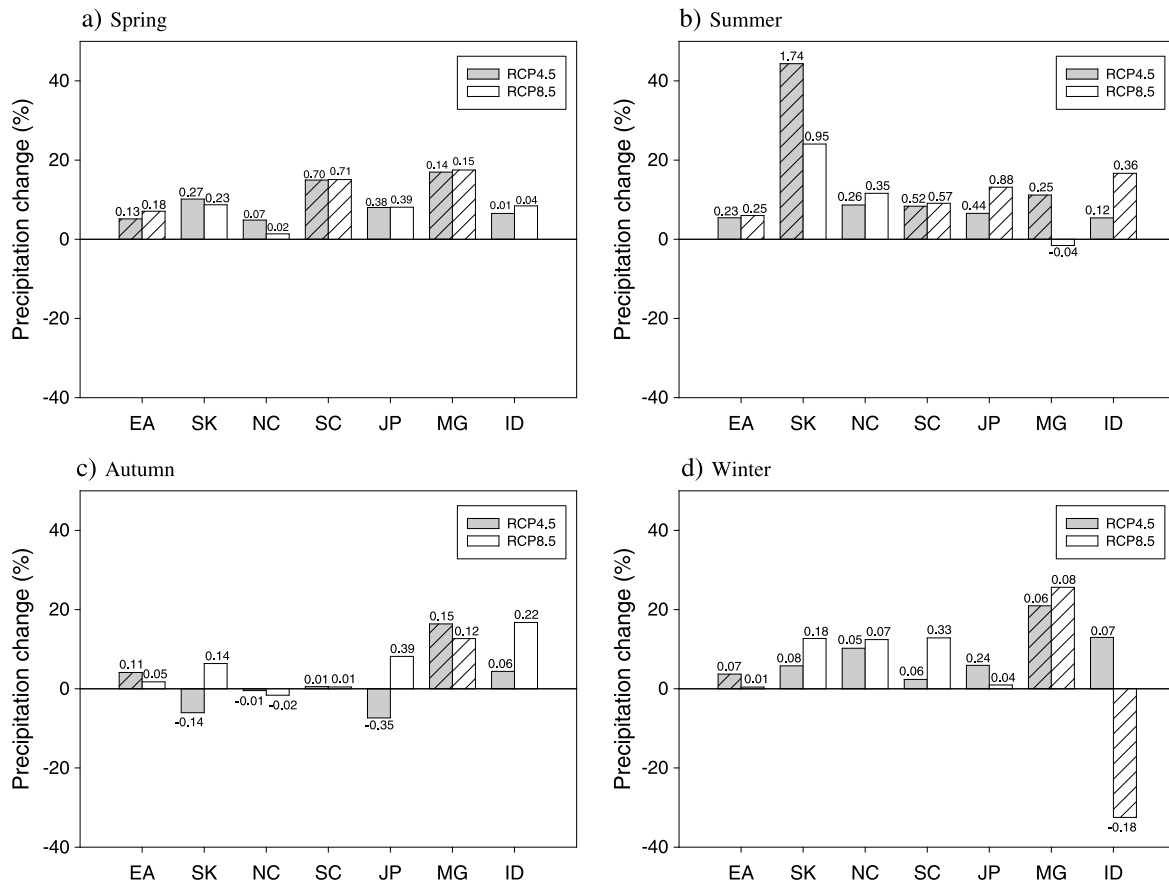 a) Spring
Precipitation change (%)
40
20
0
-20
-40
RCP4.5
RCP8.5
0.13 0.18 0.27 0.23 0.07 0.02 0.70 0.71 0.38 0.39 0.14 0.15 0.01 0.04
EA SK NC SC JP MG ID
b) Summer
Precipitation change (%)
40
20
0
-20
-40
RCP4.5
RCP8.5
0.23 0.25 1.74 0.95 0.26 0.35 0.52 0.57 0.44 0.88 0.25 -0.04 0.12 0.36
EA SK NC SC JP MG ID
c) Autumn
Precipitation change (%)
40
20
0
-20
-40
RCP4.5
RCP8.5
0.11 0.05 -0.14 0.14 -0.01 -0.02 0.01 0.01 -0.35 0.39 0.15 0.12 0.06 0.22
EA SK NC SC JP MG ID
d) Winter
Precipitation change (%)
40
20
0
-20
-40
RCP4.5
RCP8.5
0.07 0.01 0.08 0.18 0.05 0.07 0.06 0.33 0.24 0.04 0.06 0.08 0.07 -0.18
EA SK NC SC JP MG ID